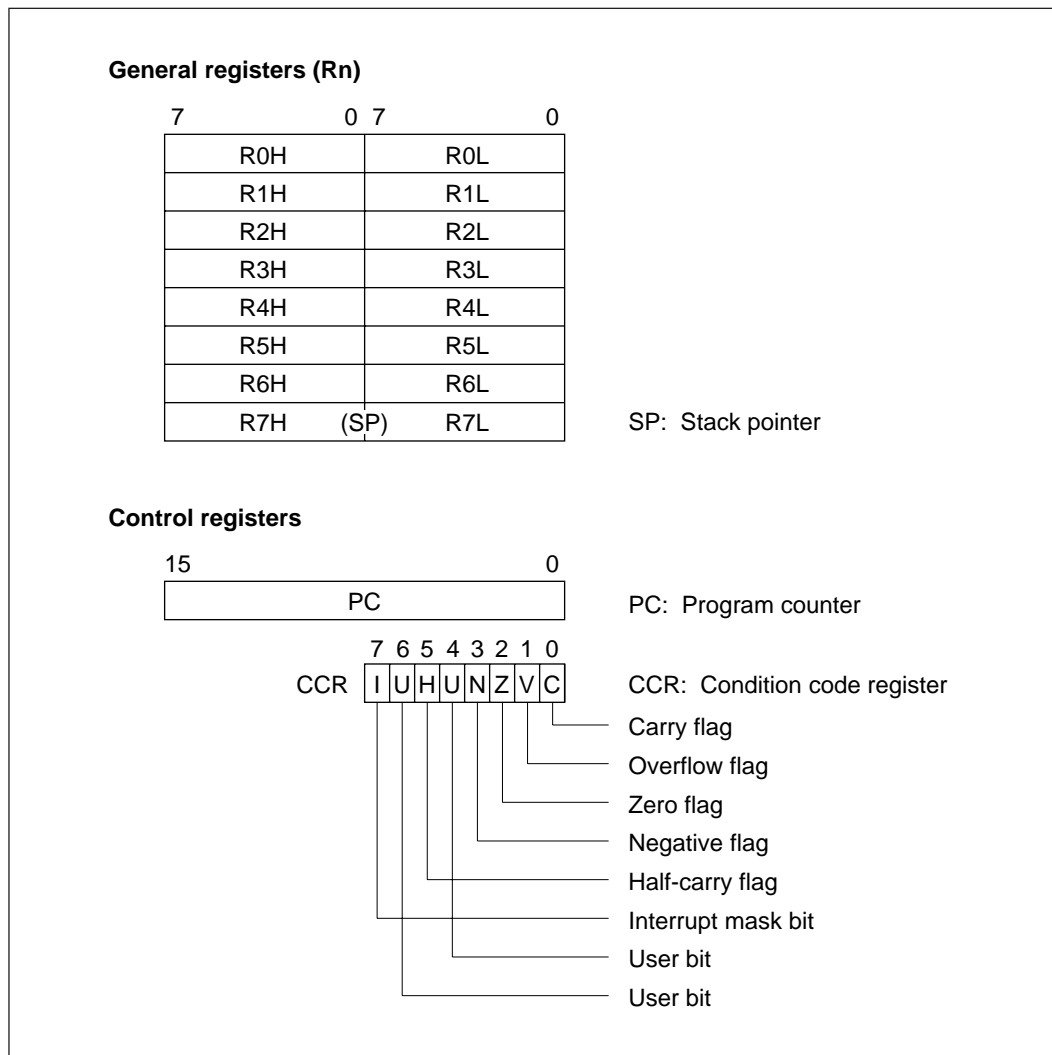 General registers (Rn)
7 0 7 0
R0H R0L
R1H R1L
R2H R2L
R3H R3L
R4H R4L
R5H R5L
R6H R6L
R7H (SP) R7L SP: Stack pointer
Control registers
15 0
PC PC: Program counter
7 6 5 4 3 2 1 0
CCR I U H U N Z V C CCR: Condition code register
Carry flag
Overflow flag
Zero flag
Negative flag
Half-carry flag
Interrupt mask bit
User bit
User bit